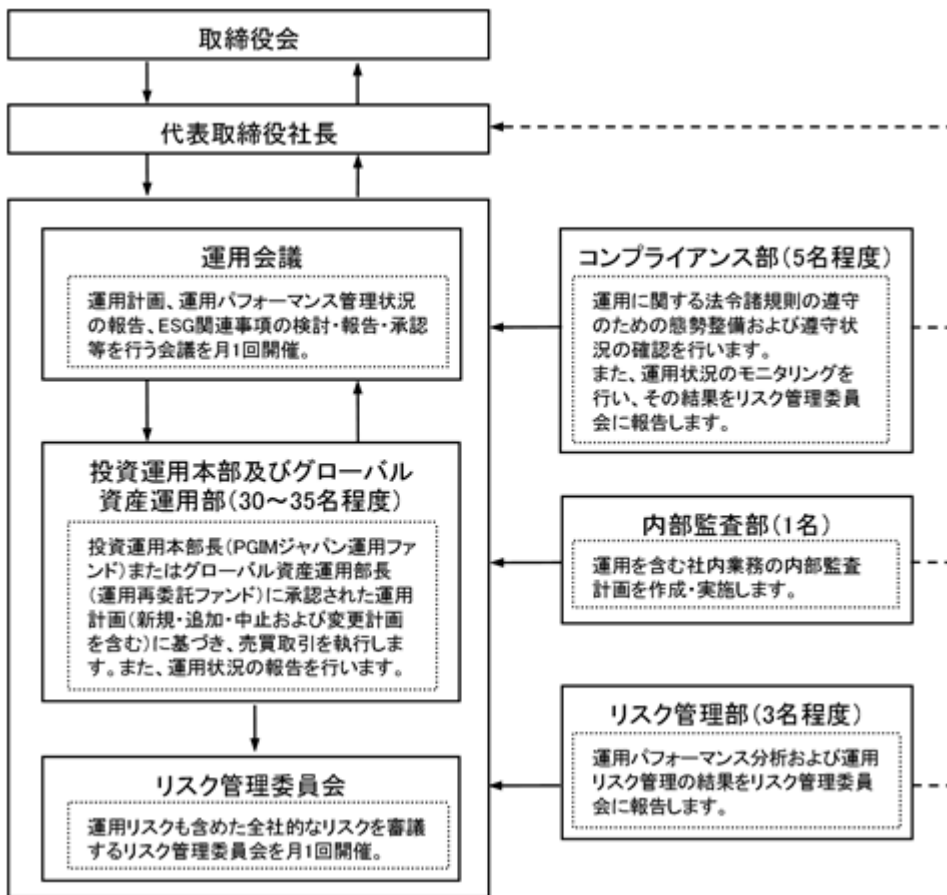 取締役会
代表取締役社長
運用会議
運用計画、運用パフォーマンス管理状況
の報告、ESG関連事項の検討・報告・承認
等を行う会議を月1回開催。
投資運用本部及びグローバル
資産運用部(30～35名程度)
投資運用本部長(PGIMジャパン運用ファ
ンド)またはグローバル資産運用部長
(運用再委託ファンド)に承認された運用
計画(新規・追加・中止および変更計画
を含む)に基づき、売買取引を執行しま
す。また、運用状況の報告を行います。
リスク管理委員会
運用リスクも含めた全社的なリスクを審議
するリスク管理委員会を月1回開催。
コンプライアンス部(5名程度)
運用に関する法令諸規則の遵守
のための態勢整備および遵守状
況の確認を行います。
また、運用状況のモニタリングを
行い、その結果をリスク管理委員
会に報告します。
内部監査部(1名)
運用を含む社内業務の内部監査
計画を作成・実施します。
リスク管理部(3名程度)
運用パフォーマンス分析および運用
リスク管理の結果をリスク管理委員
会に報告します。